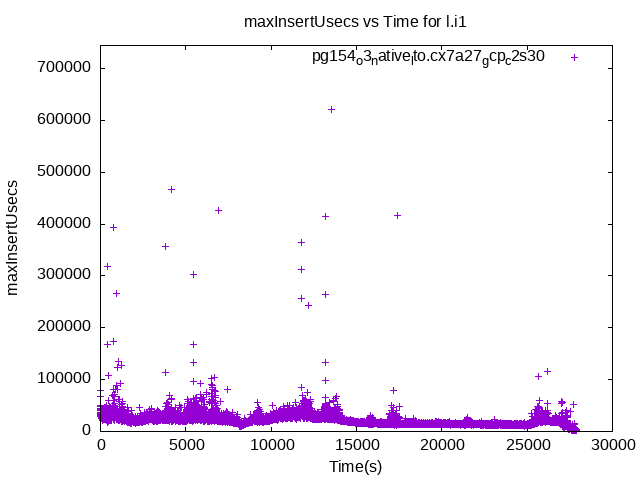 maxInsertUsecs vs Time for l.i1
pg154_o3_native_lto.cx7a27_gcp_c2s30
700000
600000
500000
400000
300000
200000
100000
0
maxInsertUsecs
0 5000 10000 15000 20000 25000 30000
Time(s)